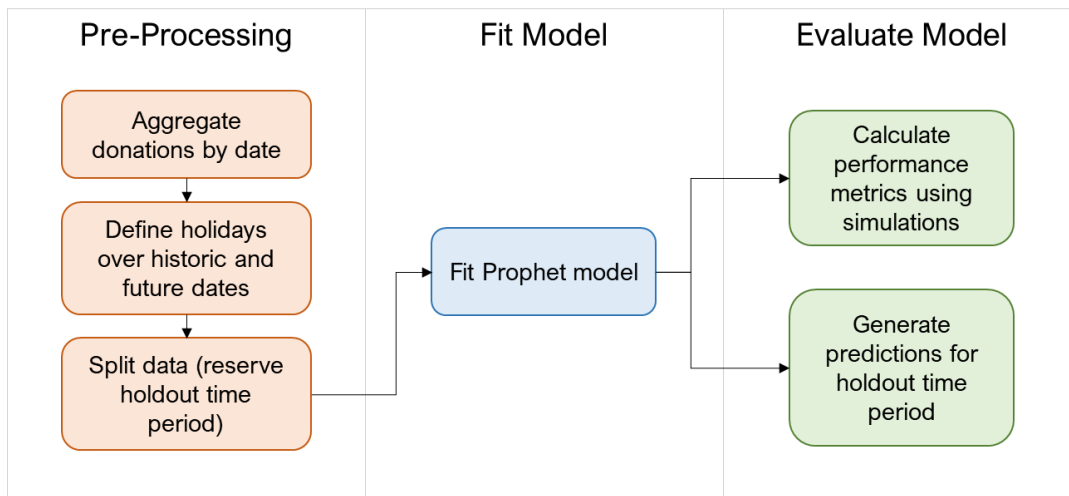 Pre-Processing
Aggregate
donations by date
Define holidays
over historic and
future dates
Split data (reserve
holdout time
period)
Fit Model
Fit Prophet model
Evaluate Model
Calculate
performance
metrics using
simulations
Generate
predictions for
holdout time
period